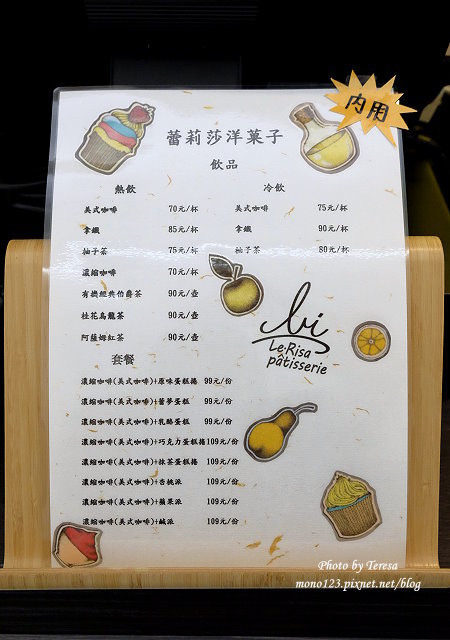 內用
蕾莉莎洋菓子
飲品
熱飲
美式咖啡 70元/杯
拿鐵 85元/杯
柚子茶 75元/杯
濃縮咖啡 70元/杯
有機經典伯爵茶 90元/壺
桂花烏龍茶 90元/壺
阿薩姆紅茶 90元/壺
冷飲
美式咖啡 75元/杯
拿鐵 90元/杯
柚子茶 80元/杯
Le Risa
pâtisserie
套餐
濃縮咖啡(美式咖啡)+原味蛋糕捲 99元/份
濃縮咖啡(美式咖啡)+蕾夢蛋糕 99元/份
濃縮咖啡(美式咖啡)+乳酪蛋糕 99元/份
濃縮咖啡(美式咖啡)+巧克力蛋糕捲 109元/份
濃縮咖啡(美式咖啡)+抹茶蛋糕捲 109元/份
濃縮咖啡(美式咖啡)+香桃派 109元/份
濃縮咖啡(美式咖啡)+蘋果派 109元/份
濃縮咖啡(美式咖啡)+鹹派 109元/份
Photo by Teresa
mono123.pixnet.net/blog